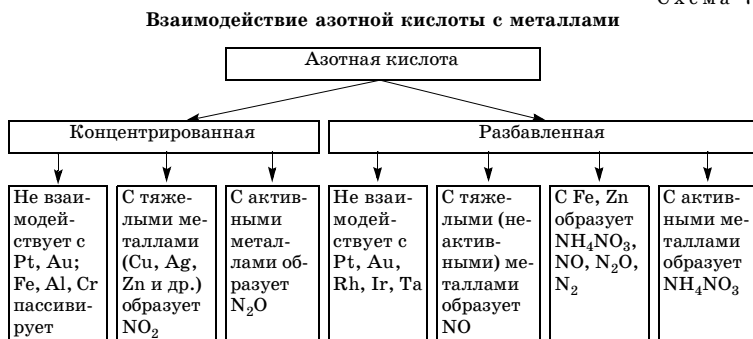 Схема
Взаимодействие азотной кислоты с металлами
Азотная кислота
Концентрированная
Разбавленная
Не взаи-
модей-
ствует с
Pt, Au;
Fe, Al, Cr
пассиви-
рует
С тяже-
лыми ме-
таллами
(Cu, Ag,
Zn и др.)
образует
NO₂
С актив-
ными
метал-
лами об-
разует
N₂O
Не взаи-
модей-
ствует с
Pt, Au,
Rh, Ir, Ta
С тяже-
лыми (не-
актив-
ными) ме-
таллами
образует
NO
С Fe, Zn
образует
NH₄NO₃,
NO, N₂O,
N₂
С актив-
ными ме-
таллами
образует
NH₄NO₃